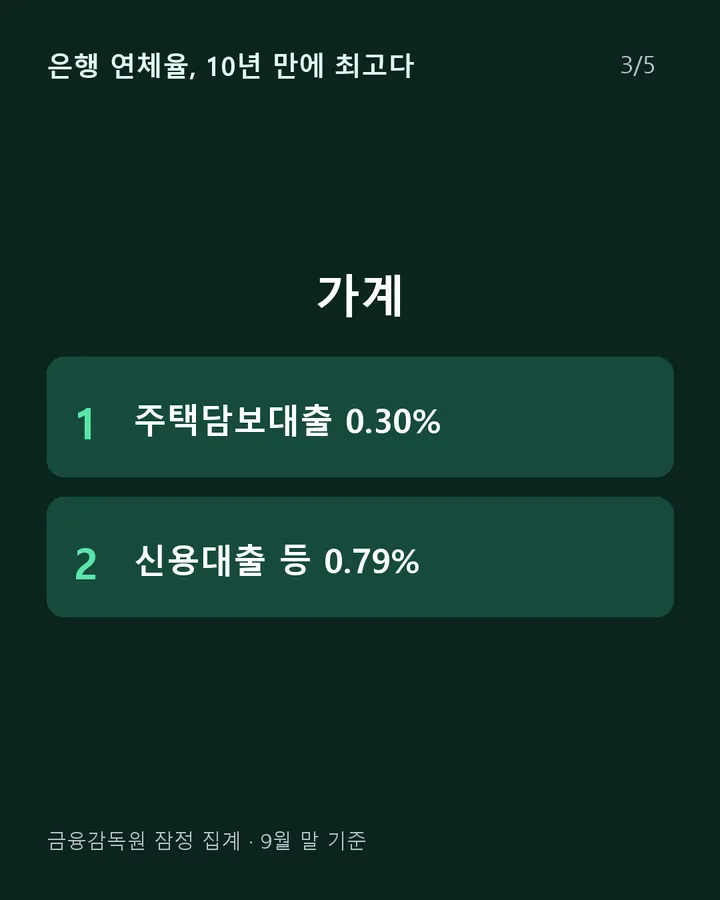 은행 연체율, 10년 만에 최고다
3/5
가계
1 주택담보대출 0.30%
2 신용대출 등 0.79%
금융감독원 잠정 집계 · 9월 말 기준